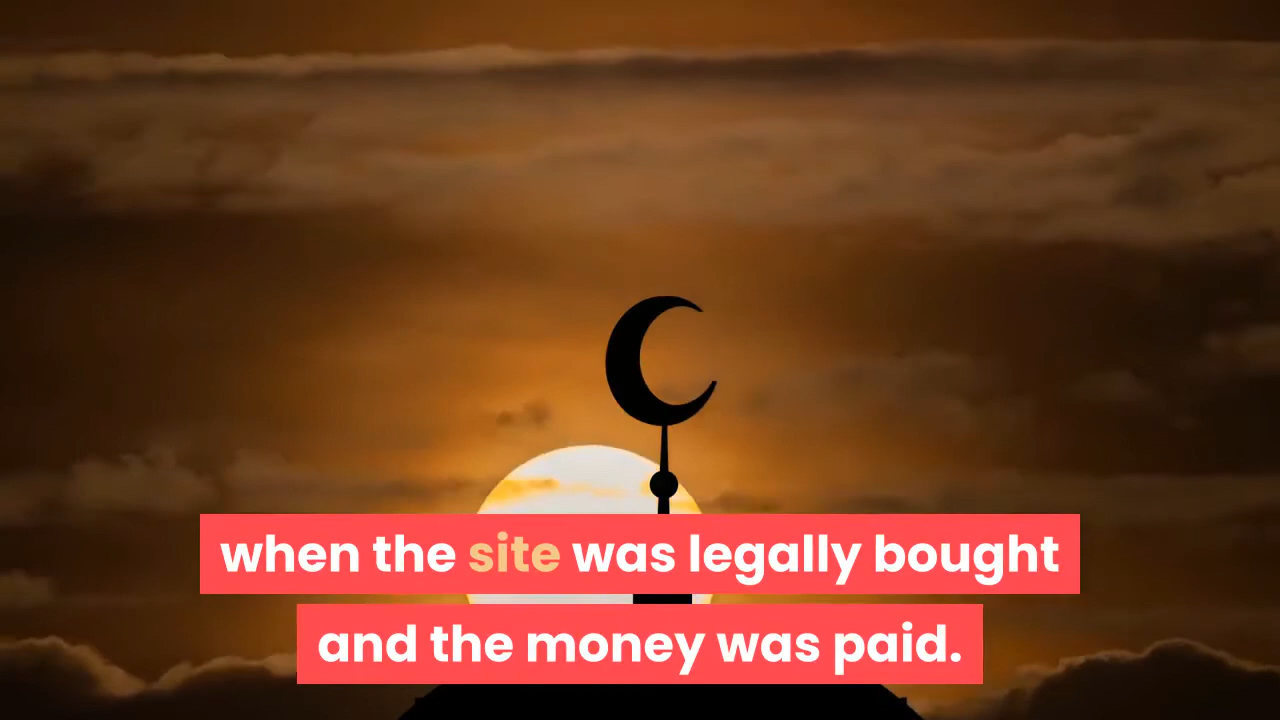 when the site was legally bought
and the money was paid.